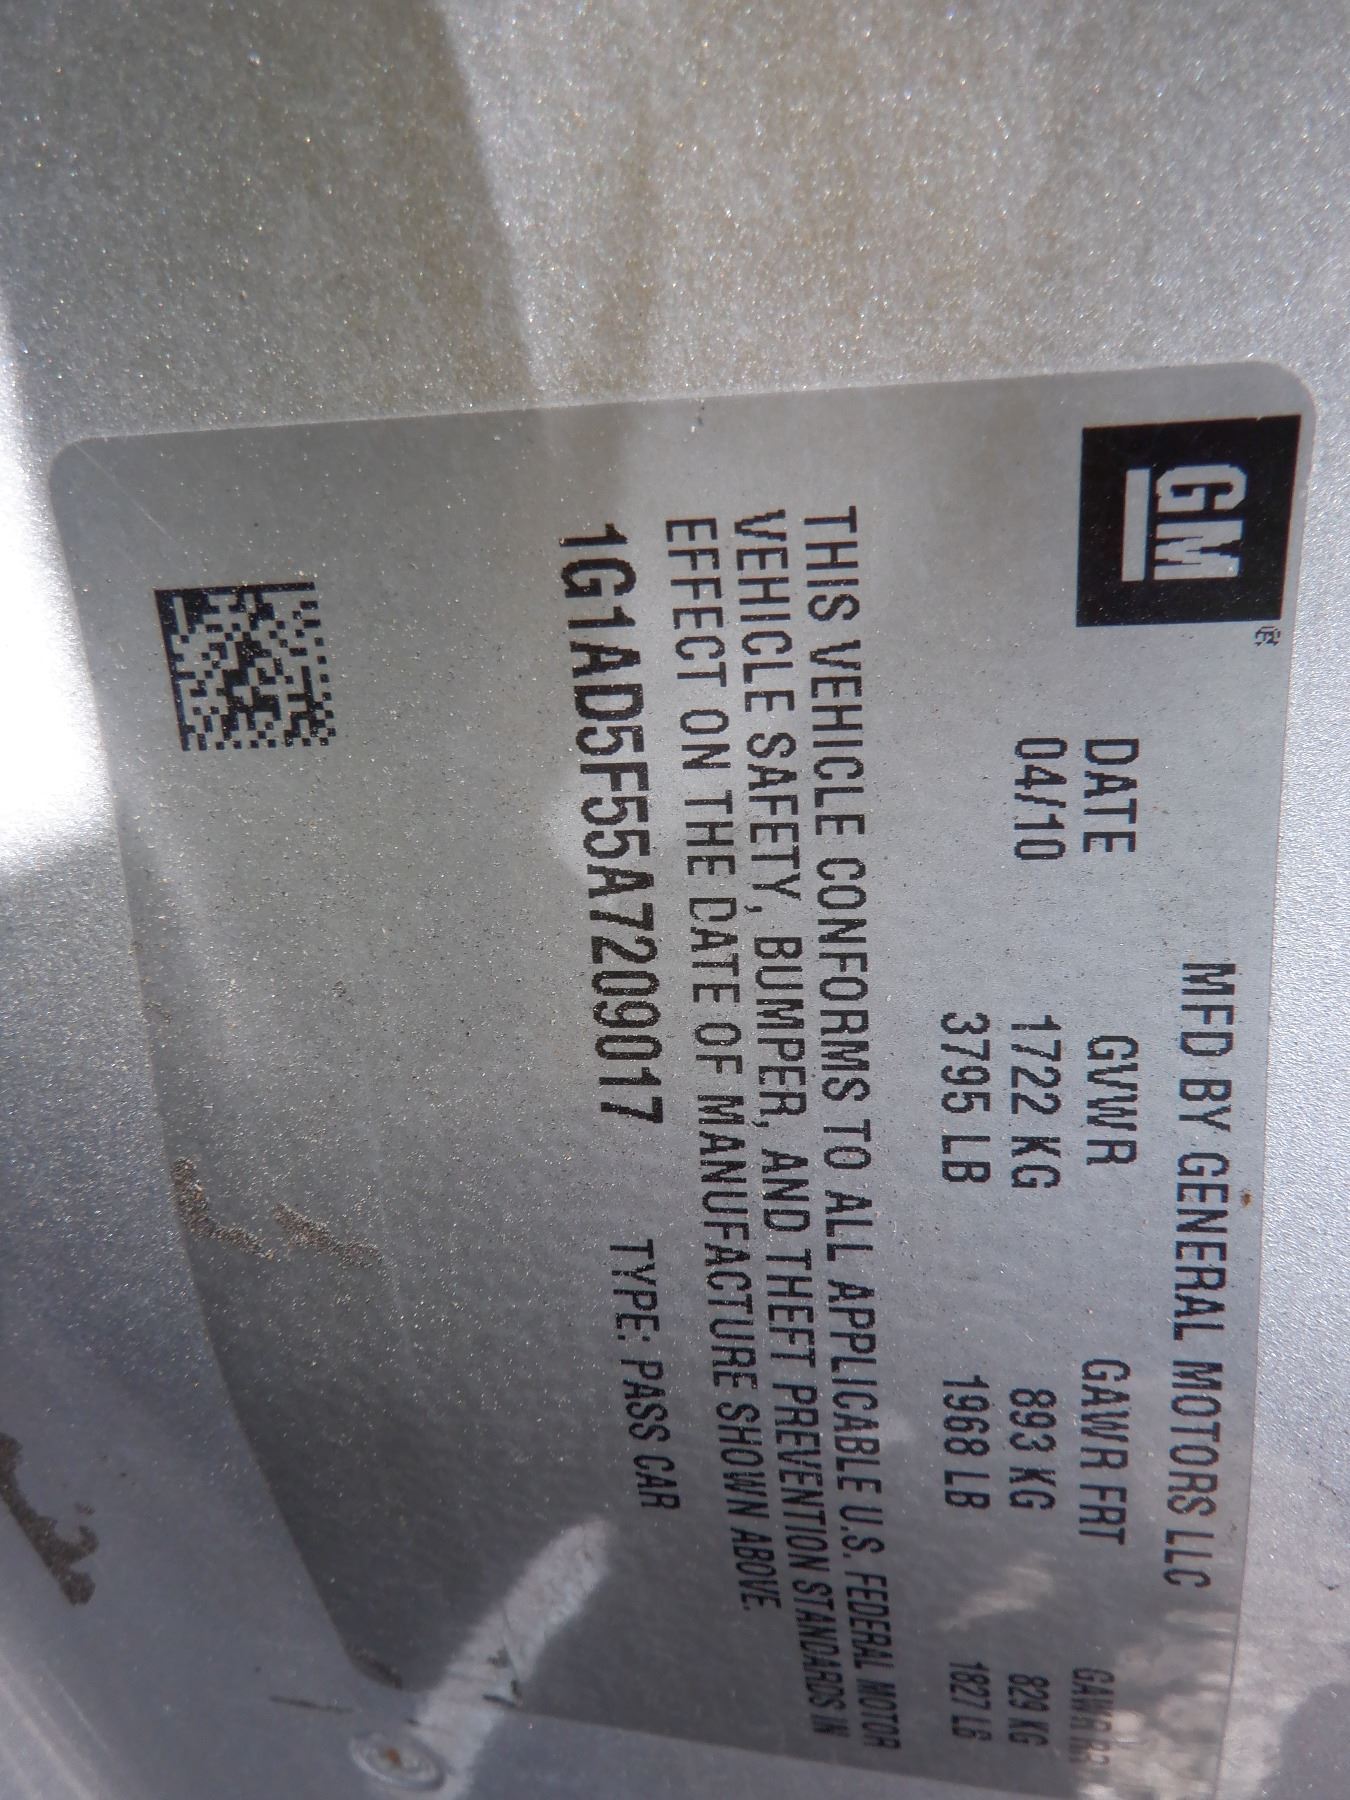 GM
®
MFD BY GENERAL MOTORS LLC
DATE GVWR GAWR FRT GAWR RR
04/10 1722 KG 893 KG 829 KG
3795 LB 1968 LB 1827 LB
THIS VEHICLE CONFORMS TO ALL APPLICABLE U.S. FEDERAL MOTOR
VEHICLE SAFETY, BUMPER, AND THEFT PREVENTION STANDARDS IN
EFFECT ON THE DATE OF MANUFACTURE SHOWN ABOVE.
1G1AD5F55A7209017 TYPE: PASS CAR